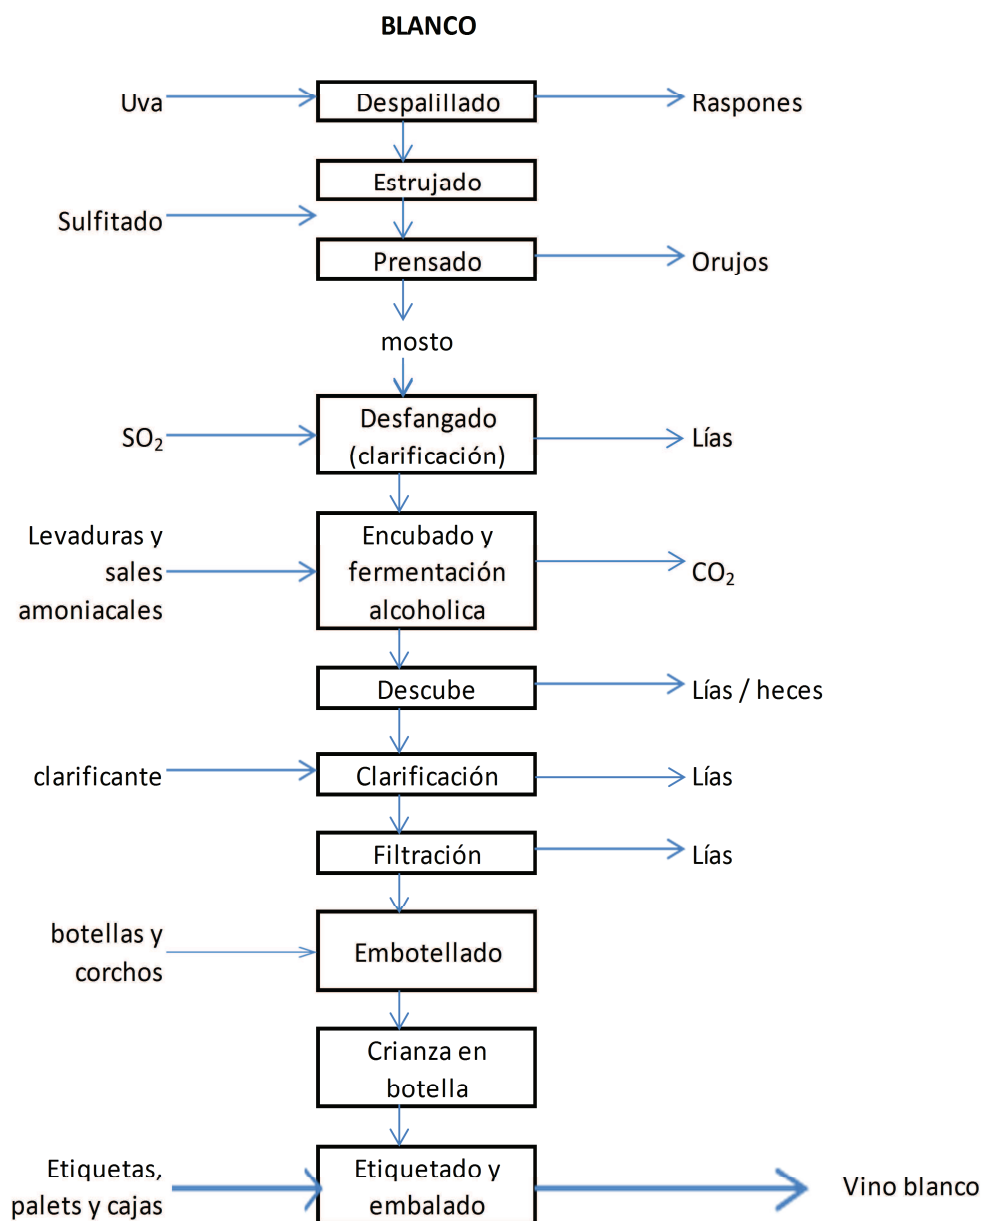 BLANCO
Uva
Despalillado
Raspones
Estrujado
Sulfitado
Prensado
Orujos
mosto
SO₂
Desfangado
(clarificación)
Lías
Levaduras y
sales
amoniacales
Encubado y
fermentación
alcoholica
CO₂
Descube
Lías / heces
clarificante
Clarificación
Lías
Filtración
Lías
botellas y
corchos
Embotellado
Crianza en
botella
Etiquetas,
palets y cajas
Etiquetado y
embalado
Vino blanco